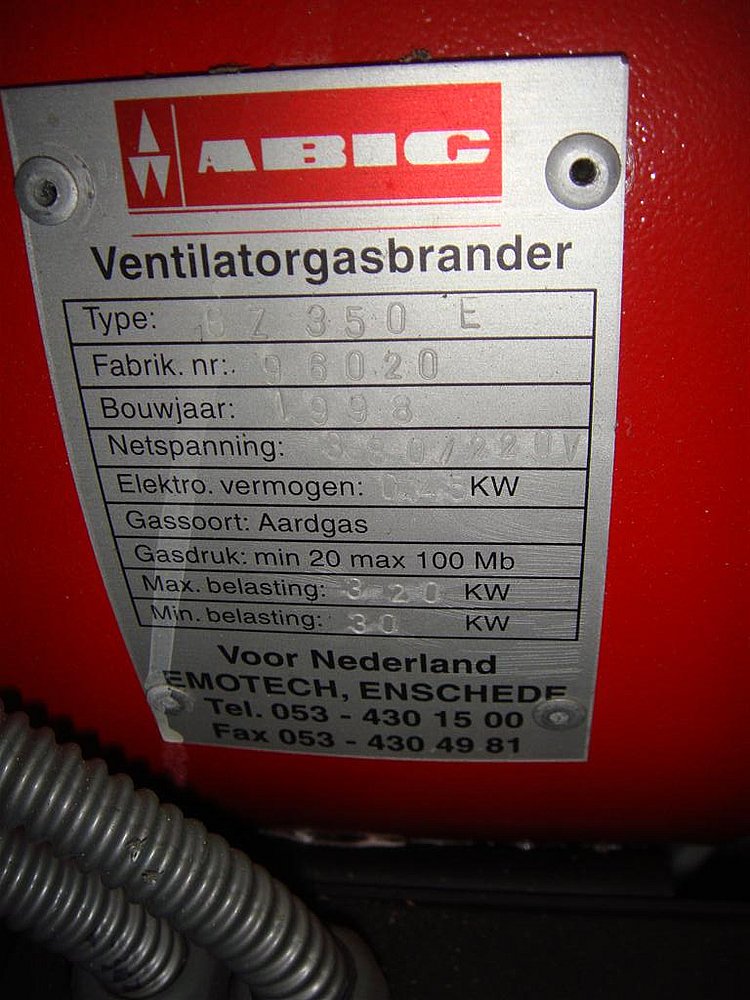 ABIC
Ventilatorgasbrander
Type: GZ 350 E
Fabrik. nr: 96020
Bouwjaar: 1998
Netspanning: 380/220V
Elektro. vermogen: KW
Gassoort: Aardgas
Gasdruk: min 20 max 100 Mb
Max. belasting: 320 KW
Min. belasting: 30 KW
Voor Nederland
EMOTECH, ENSCHEDE
Tel. 053 - 430 15 00
Fax 053 - 430 49 81